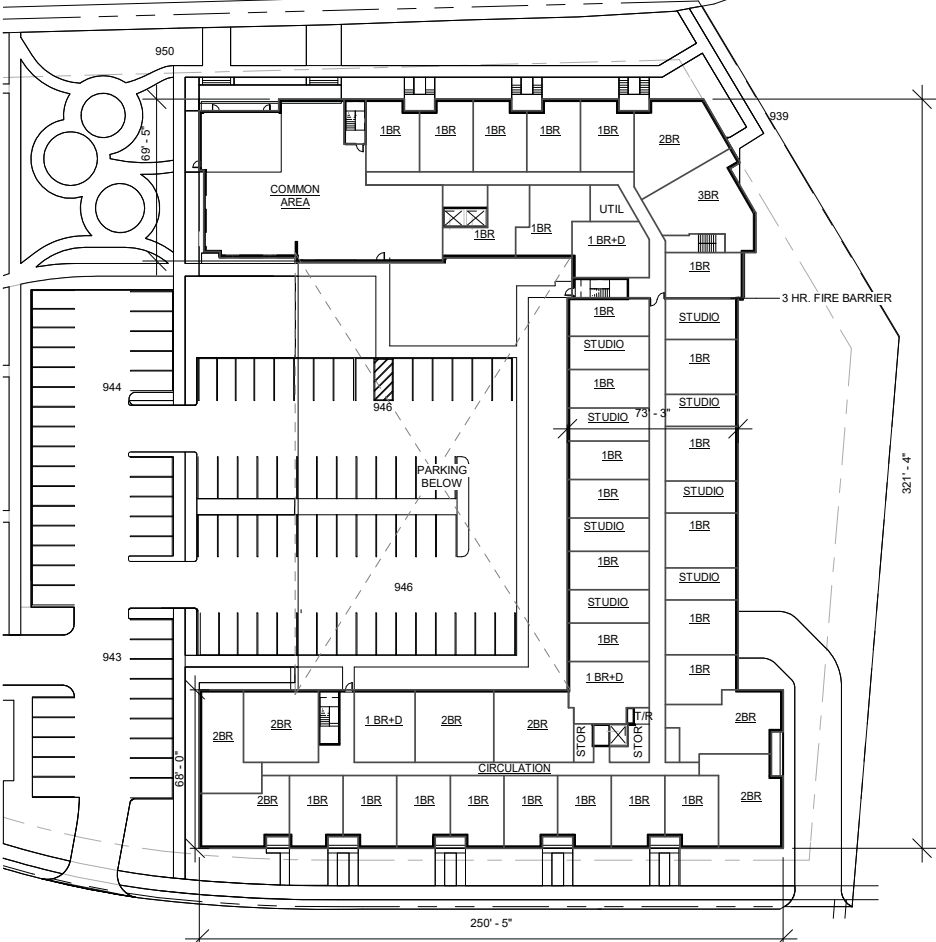 950
939
69' - 5"
1BR
1BR
1BR
1BR
1BR
2BR
COMMON
AREA
3BR
UTIL
1BR
1BR
1 BR+D
1BR
3 HR. FIRE BARRIER
1BR
STUDIO
STUDIO
1BR
1BR
944
STUDIO
946
STUDIO
73' - 3"
1BR
1BR
PARKING
BELOW
321' - 4"
1BR
STUDIO
STUDIO
1BR
1BR
STUDIO
946
STUDIO
1BR
1BR
943
1BR
1 BR+D
2BR
2BR
1 BR+D
2BR
2BR
T/R
2BR
STOR
STOR
68' - 0"
CIRCULATION
2BR
1BR
1BR
1BR
1BR
1BR
1BR
1BR
1BR
2BR
250' - 5"